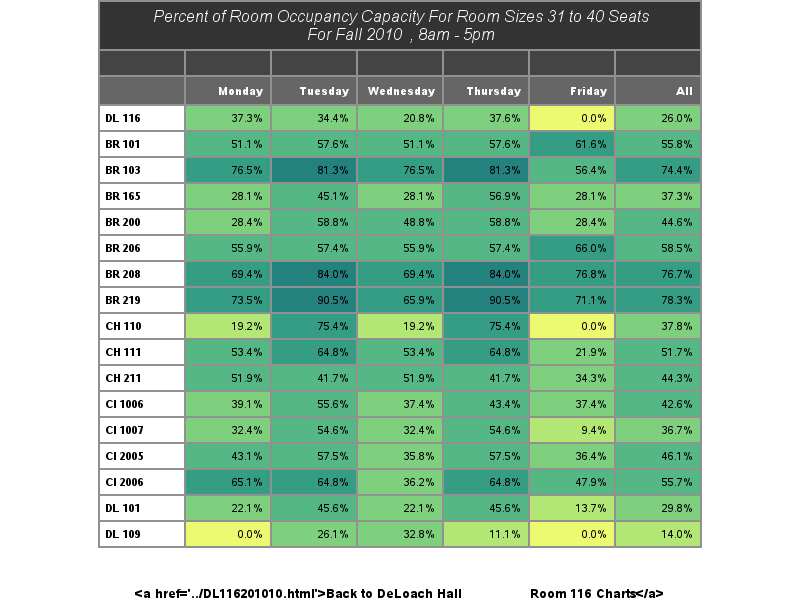 Percent of Room Occupancy Capacity For Room Sizes 31 to 40 Seats
For Fall 2010 , 8am - 5pm
Monday Tuesday Wednesday Thursday Friday All
DL 116 37.3% 34.4% 20.8% 37.6% 0.0% 26.0%
BR 101 51.1% 57.6% 51.1% 57.6% 61.6% 55.8%
BR 103 76.5% 81.3% 76.5% 81.3% 56.4% 74.4%
BR 165 28.1% 45.1% 28.1% 56.9% 28.1% 37.3%
BR 200 28.4% 58.8% 48.8% 58.8% 28.4% 44.6%
BR 206 55.9% 57.4% 55.9% 57.4% 66.0% 58.5%
BR 208 69.4% 84.0% 69.4% 84.0% 76.8% 76.7%
BR 219 73.5% 90.5% 65.9% 90.5% 71.1% 78.3%
CH 110 19.2% 75.4% 19.2% 75.4% 0.0% 37.8%
CH 111 53.4% 64.8% 53.4% 64.8% 21.9% 51.7%
CH 211 51.9% 41.7% 51.9% 41.7% 34.3% 44.3%
CI 1006 39.1% 55.6% 37.4% 43.4% 37.4% 42.6%
CI 1007 32.4% 54.6% 32.4% 54.6% 9.4% 36.7%
CI 2005 43.1% 57.5% 35.8% 57.5% 36.4% 46.1%
CI 2006 65.1% 64.8% 36.2% 64.8% 47.9% 55.7%
DL 101 22.1% 45.6% 22.1% 45.6% 13.7% 29.8%
DL 109 0.0% 26.1% 32.8% 11.1% 0.0% 14.0%
<a href='../DL116201010.html'>Back to DeLoach Hall Room 116 Charts</a>